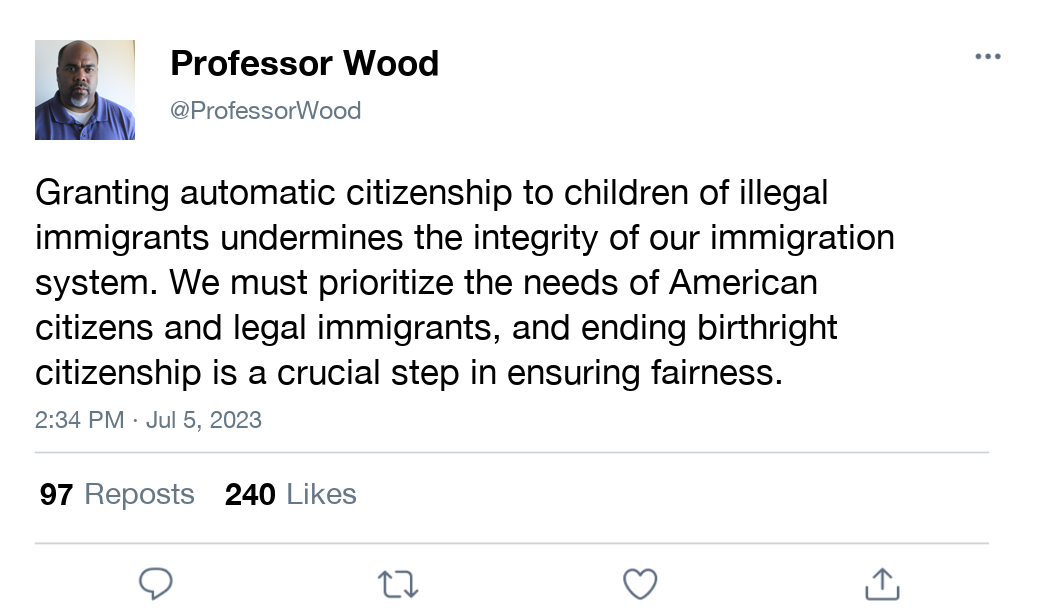 Professor Wood
@ProfessorWood
Granting automatic citizenship to children of illegal
immigrants undermines the integrity of our immigration
system. We must prioritize the needs of American
citizens and legal immigrants, and ending birthright
citizenship is a crucial step in ensuring fairness.
2:34 PM · Jul 5, 2023
97 Reposts 240 Likes